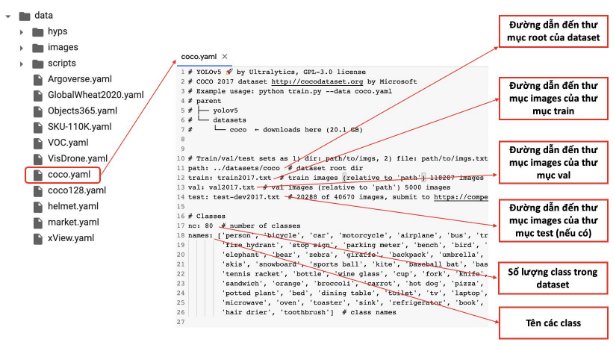 data
hyps
images
scripts
Argoverse.yaml
GlobalWheat2020.yaml
Objects365.yaml
SKU-110K.yaml
VOC.yaml
VisDrone.yaml
coco.yaml
coco128.yaml
helmet.yaml
market.yaml
xView.yaml
coco.yaml ×
1 # YOLOv5 🚀 by Ultralytics, GPL-3.0 license
2 # COCO 2017 dataset http://cocodataset.org by Microsoft
3 # Example usage: python train.py --data coco.yaml
4 # parent
5 # ├── yolov5
6 # └── datasets
7 #     └── coco ← downloads here (20.1 GB)
8
9
10 # Train/val/test sets as 1) dir: path/to/imgs, 2) file: path/to/imgs.txt
11 path: ../datasets/coco # dataset root dir
12 train: train2017.txt # train images (relative to 'path') 118287 images
13 val: val2017.txt # val images (relative to 'path') 5000 images
14 test: test-dev2017.txt # 20288 of 40670 images, submit to https://compe
15
16 # Classes
17 nc: 80 # number of classes
18 names: ['person', 'bicycle', 'car', 'motorcycle', 'airplane', 'bus', 'tr
19 'fire hydrant', 'stop sign', 'parking meter', 'bench', 'bird', '
20 'elephant', 'bear', 'zebra', 'giraffe', 'backpack', 'umbrella',
21 'skis', 'snowboard', 'sports ball', 'kite', 'baseball bat', 'bas
22 'tennis racket', 'bottle', 'wine glass', 'cup', 'fork', 'knife',
23 'sandwich', 'orange', 'broccoli', 'carrot', 'hot dog', 'pizza',
24 'potted plant', 'bed', 'dining table', 'toilet', 'tv', 'laptop',
25 'microwave', 'oven', 'toaster', 'sink', 'refrigerator', 'book',
26 'hair drier', 'toothbrush'] # class names
27
Đường dẫn đến thư
mục root của dataset
Đường dẫn đến thư
mục images của thư
mục train
Đường dẫn đến thư
mục images của thư
mục val
Đường dẫn đến thư
mục images của thư
mục test (nếu có)
Số lượng class trong
dataset
Tên các class